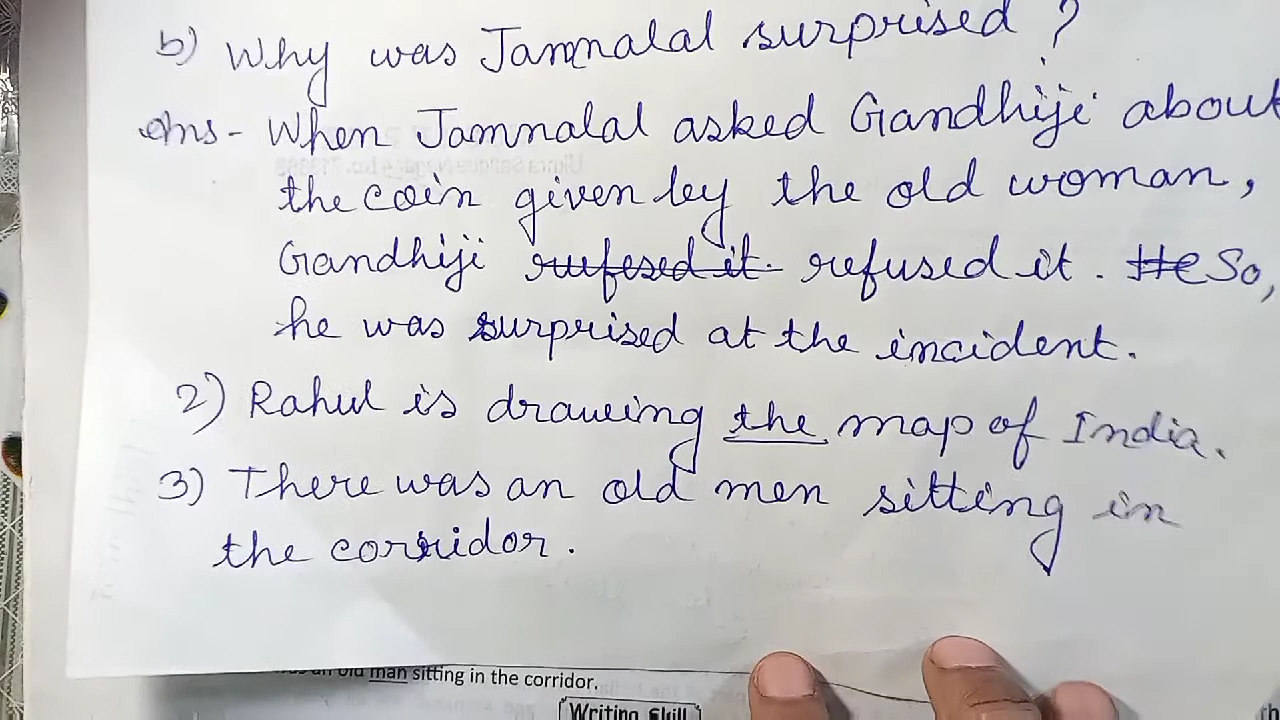 b) Why was Jamnalal surprised ?
Ans - When Jamnalal asked Gandhiji about
the coin given by the old woman,
Gandhiji rufesed it. refused it. He So,
he was surprised at the incident.
2) Rahul is drawing the map of India.
3) There was an old men sitting in
the corridor.
an old man sitting in the corridor.
Writing Skill
th